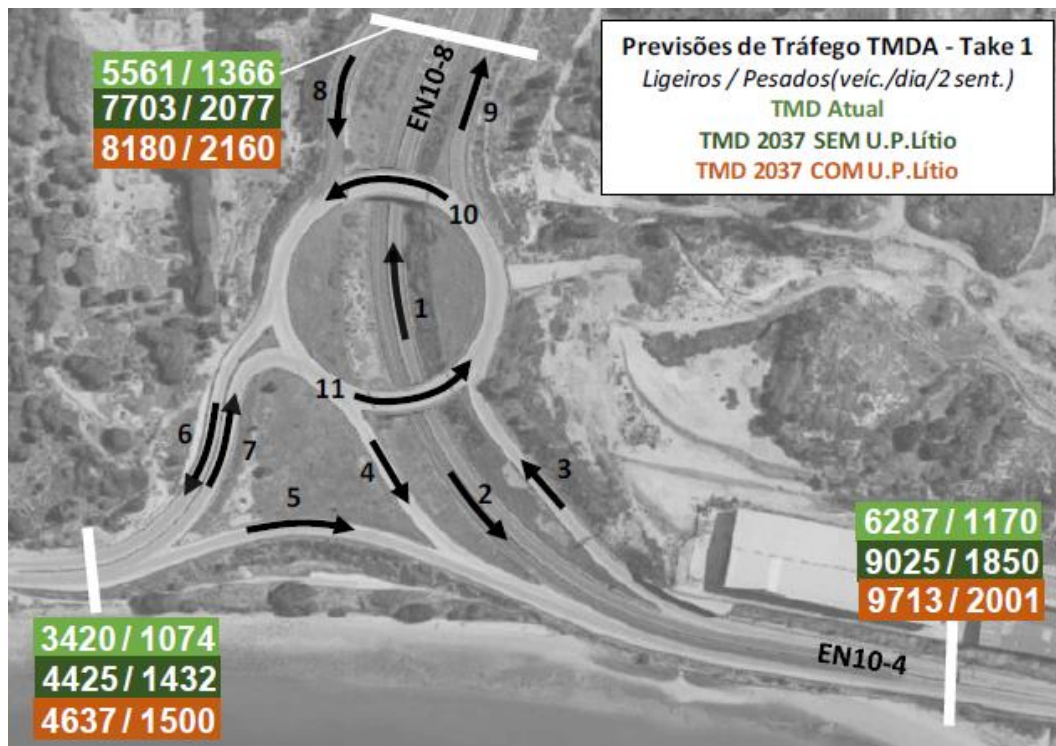 Previsões de Tráfego TMDA - Take 1
Ligeiros / Pesados(veíc./dia/2 sent.)
TMD Atual
TMD 2037 SEM U.P.Lítio
TMD 2037 COM U.P.Lítio
5561 / 1366
7703 / 2077
8180 / 2160
8
EN10-8
9
10
1
11
6
7
4
2
3
5
6287 / 1170
9025 / 1850
9713 / 2001
3420 / 1074
4425 / 1432
4637 / 1500
EN10-4